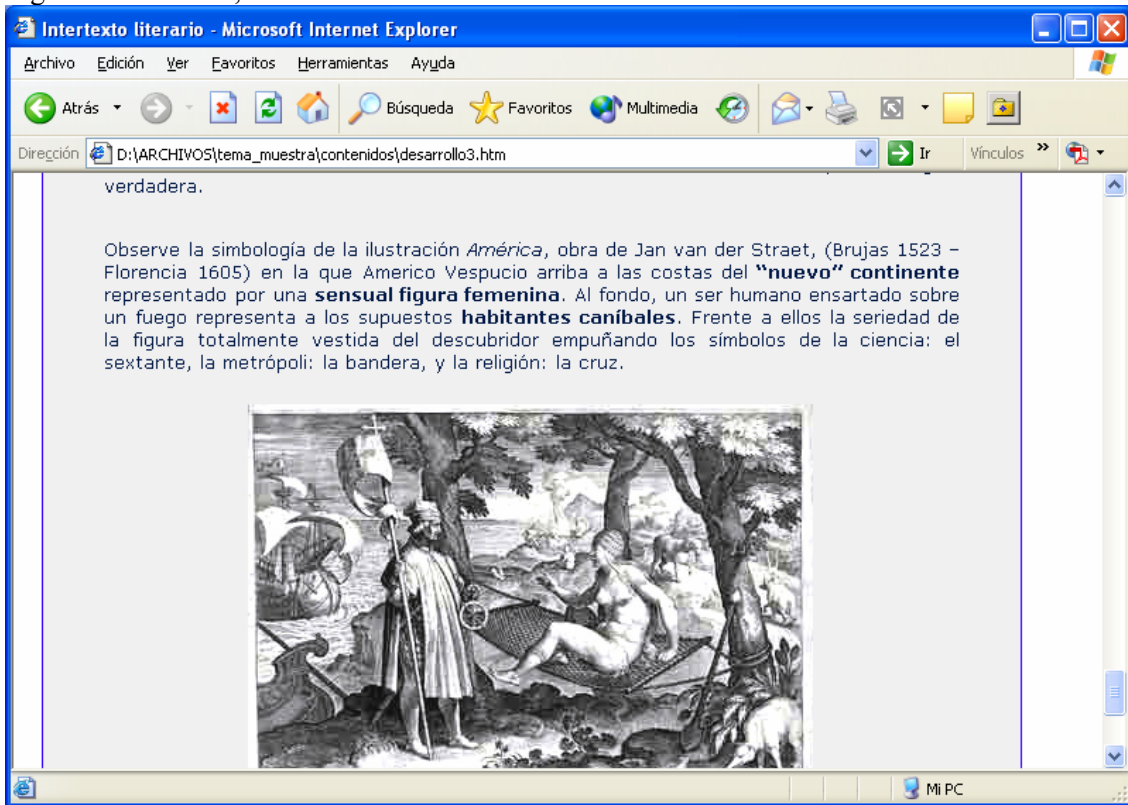 Intertexto literario - Microsoft Internet Explorer
Archivo Edición Ver Favoritos Herramientas Ayuda
Atrás Búsqueda Favoritos Multimedia
Dirección D:\ARCHIVOS\tema_muestra\contenidos\desarrollo3.htm Ir Vínculos »
verdadera.
Observe la simbología de la ilustración América, obra de Jan van der Straet, (Brujas 1523 –
Florencia 1605) en la que Americo Vespucio arriba a las costas del “nuevo” continente
representado por una sensual figura femenina. Al fondo, un ser humano ensartado sobre
un fuego representa a los supuestos habitantes caníbales. Frente a ellos la seriedad de
la figura totalmente vestida del descubridor empuñando los símbolos de la ciencia: el
sextante, la metrópoli: la bandera, y la religión: la cruz.
Mi PC